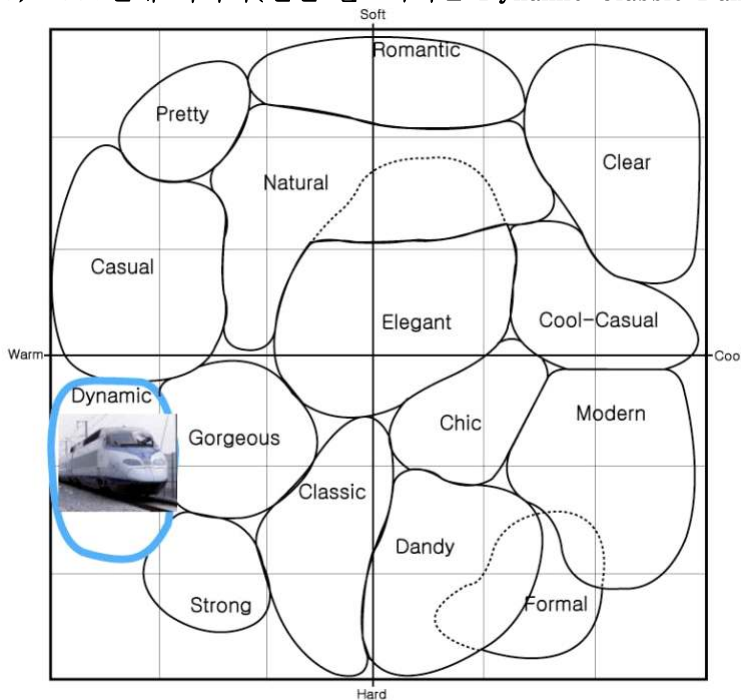 Soft
Romantic
Pretty
Clear
Natural
Casual
Elegant
Cool-Casual
Warm
Coo
Dynamic
Modern
Chic
Gorgeous
Classic
Dandy
Formal
Strong
Hard